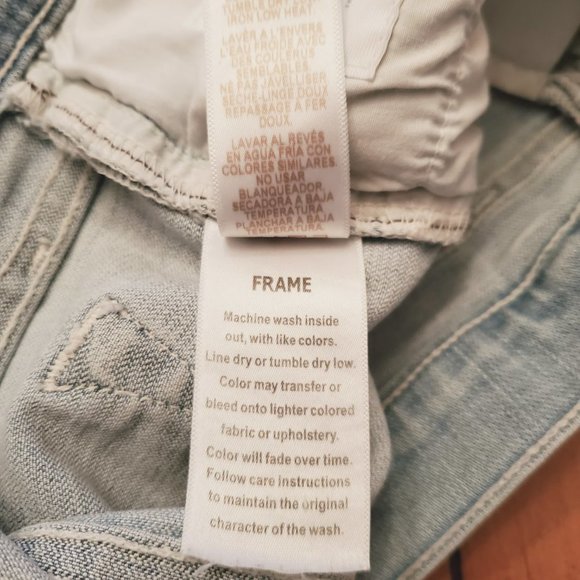 TUMBLE DRY LOW
IRON LOW HEAT
LAVÉR A L'ENVERS
L'EAU FROIDE AVEC
DES COULEURS
SEMBLABLES
NE PAS JAVELLISER
SECHE-LINGE DOUX
REPASSAGE A FER
DOUX.
LAVAR AL REVÉS
EN AGUA FRÍA CON
COLORES SIMILARES.
NO USAR
BLANQUEADOR.
SECADORA A BAJA
TEMPERATURA
PLANCHAR A BAJA
TEMPERATURA.
FRAME
Machine wash inside
out, with like colors.
Line dry or tumble dry low.
Color may transfer or
bleed onto lighter colored
fabric or upholstery.
Color will fade over time.
Follow care instructions
to maintain the original
character of the wash.